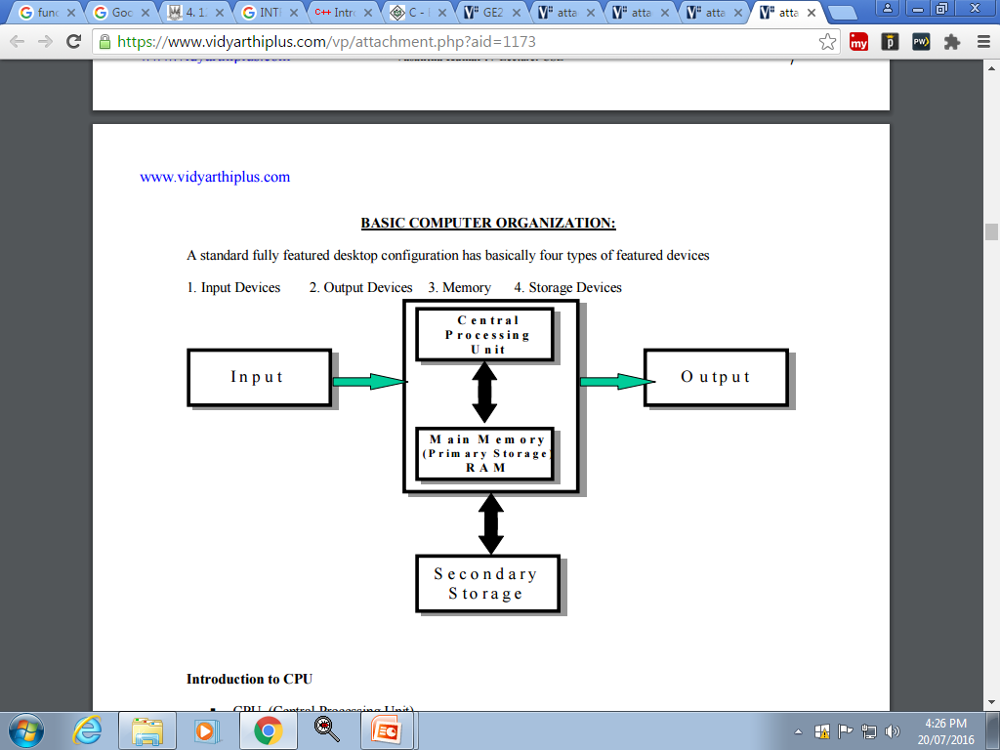 func
Goo
4. 1
INT
C++ Intro
C -
GE2
atta
atta
atta
atta
https://www.vidyarthiplus.com/vp/attachment.php?aid=1173
my
PW
www.vidyarthiplus.com
BASIC COMPUTER ORGANIZATION:
A standard fully featured desktop configuration has basically four types of featured devices
1. Input Devices 2. Output Devices 3. Memory 4. Storage Devices
Central
Processing
Unit
Input
Output
Main Memory
(Primary Storage)
RAM
Secondary
Storage
Introduction to CPU
CPU (Central Processing Unit)
4:26 PM
20/07/2016